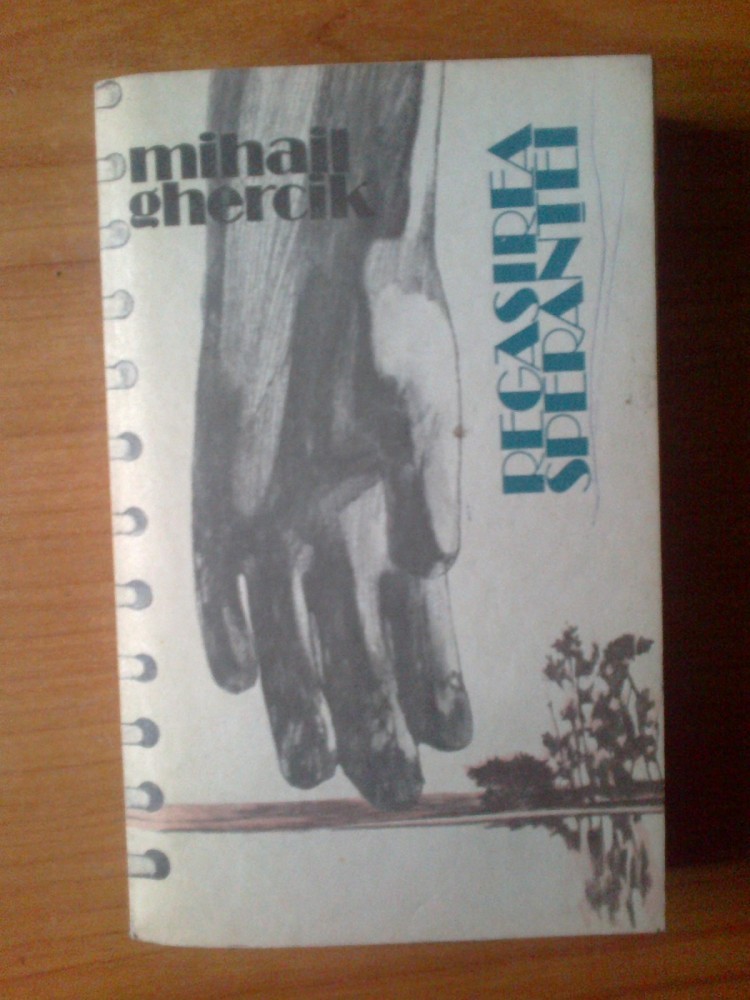 mihail
ghercik
REGASIREA
SPERANTEI